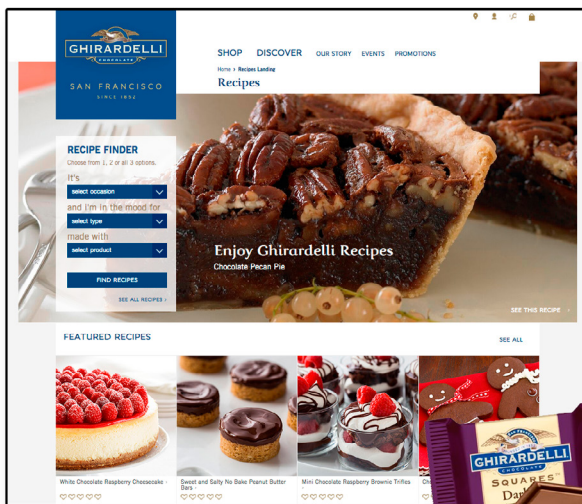 GHIRARDELLI
CHOCOLATE
SAN FRANCISCO
SINCE 1852
SHOP DISCOVER OUR STORY EVENTS PROMOTIONS
Home > Recipes Landing
Recipes
RECIPE FINDER
Choose from 1, 2 or all 3 options.
It's
select occasion
and I'm in the mood for
select type
made with
select product
FIND RECIPES
SEE ALL RECIPES >
Enjoy Ghirardelli Recipes
Chocolate Pecan Pie
SEE THIS RECIPE >
FEATURED RECIPES
SEE ALL
White Chocolate Raspberry Cheesecake -
Sweet and Salty No Bake Peanut Butter
Bars -
Mini Chocolate Raspberry Brownie Trifles
-
GHIRARDELLI
CHOCOLATE
SQUARES
Dark